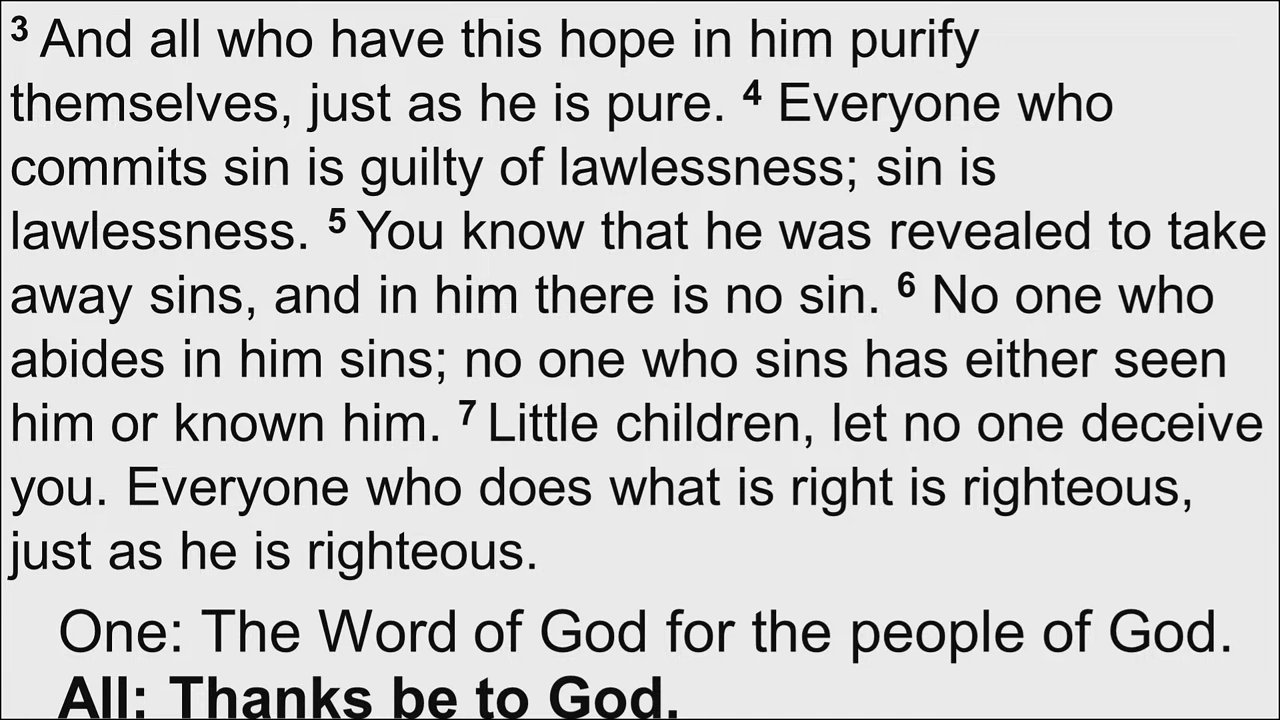 3 And all who have this hope in him purify
themselves, just as he is pure. 4 Everyone who
commits sin is guilty of lawlessness; sin is
lawlessness. 5 You know that he was revealed to take
away sins, and in him there is no sin. 6 No one who
abides in him sins; no one who sins has either seen
him or known him. 7 Little children, let no one deceive
you. Everyone who does what is right is righteous,
just as he is righteous.
One: The Word of God for the people of God.
All: Thanks be to God.